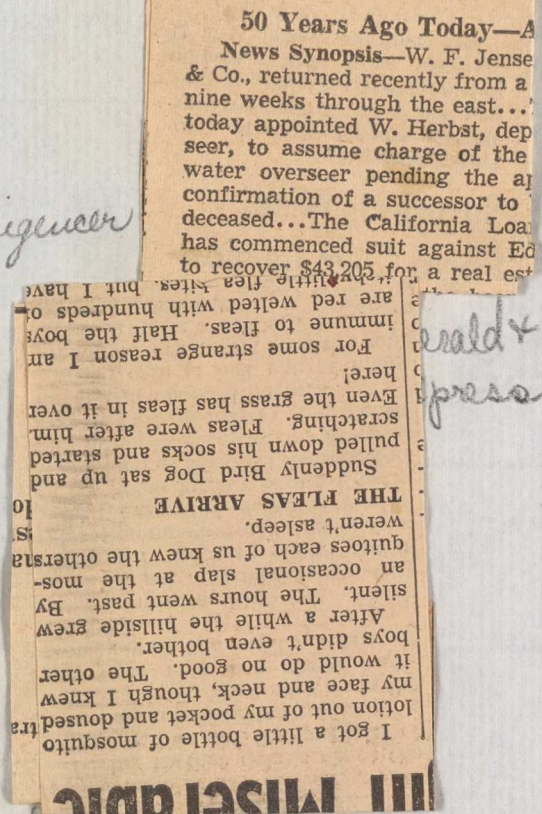 50 Years Ago Today—A
News Synopsis—W. F. Jense
& Co., returned recently from a
nine weeks through the east...
today appointed W. Herbst, dep
seer, to assume charge of the
water overseer pending the ap
confirmation of a successor to
deceased...The California Loa
has commenced suit against Ed
to recover $43,205 for a real est
igencer
erald +
press
Miserable
I got a little bottle of mosquito
lotion out of my pocket and doused
my face and neck, though I knew
it would do no good. The other
boys didn't even bother.
After a while the hillside grew
silent. The hours went past. By
an occasional slap at the mos-
quitoes each of us knew the others
weren't asleep.
THE FLEAS ARRIVE
Suddenly Bird Dog sat up and
pulled down his socks and started
scratching. Fleas were after him.
Even the grass has fleas in it over
here!
For some strange reason I am
immune to fleas. Half the boys
are red welted with hundreds of
little flea bites, but I have